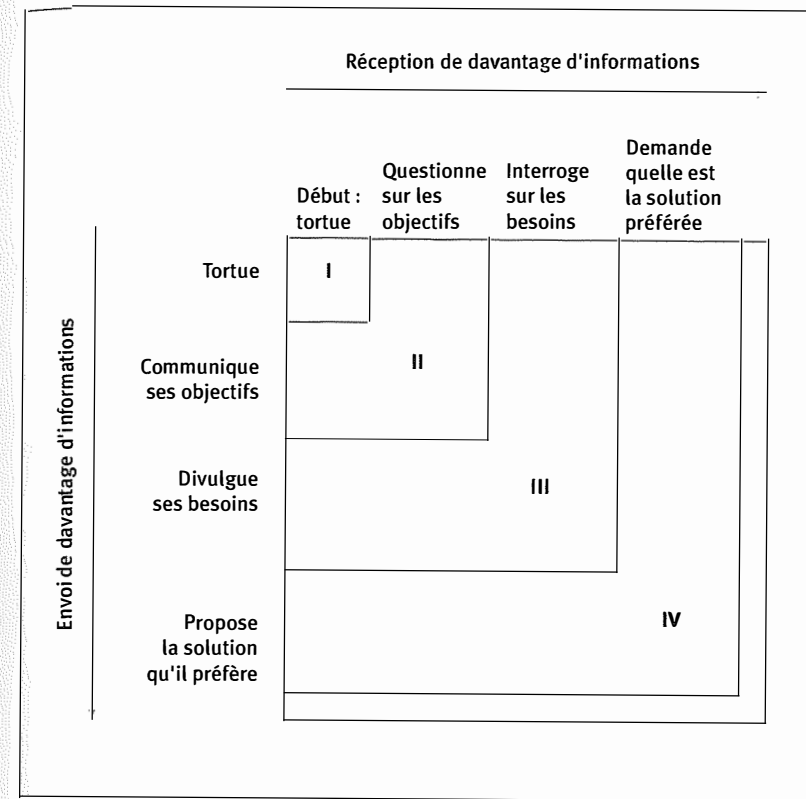 Réception de davantage d'informations
Début :
tortue
Questionne
sur les
objectifs
Interroge
sur les
besoins
Demande
quelle est
la solution
préférée
Envoi de davantage d'informations
Tortue
I
Communique
ses objectifs
II
Divulgue
ses besoins
III
Propose
la solution
qu'il préfère
IV